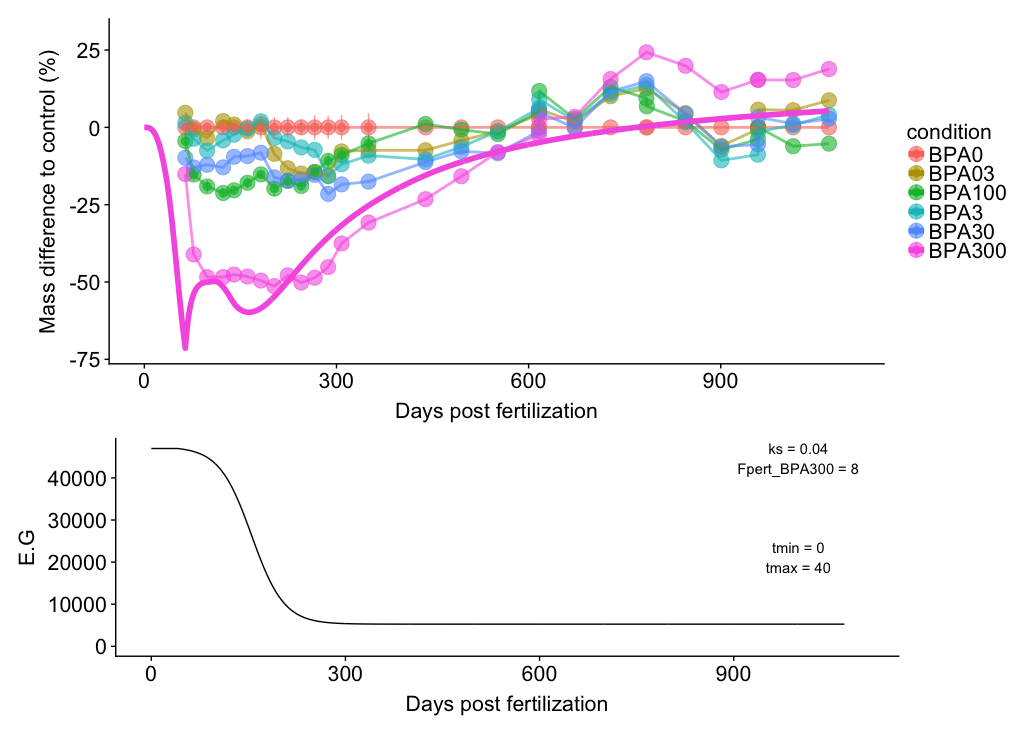 25
0
-25
-50
-75
Mass difference to control (%)
0
300
600
900
Days post fertilization
condition
BPA0
BPA03
BPA100
BPA3
BPA30
BPA300
40000
30000
20000
10000
0
E.G
ks = 0.04
Fpert_BPA300 = 8
tmin = 0
tmax = 40
0
300
600
900
Days post fertilization